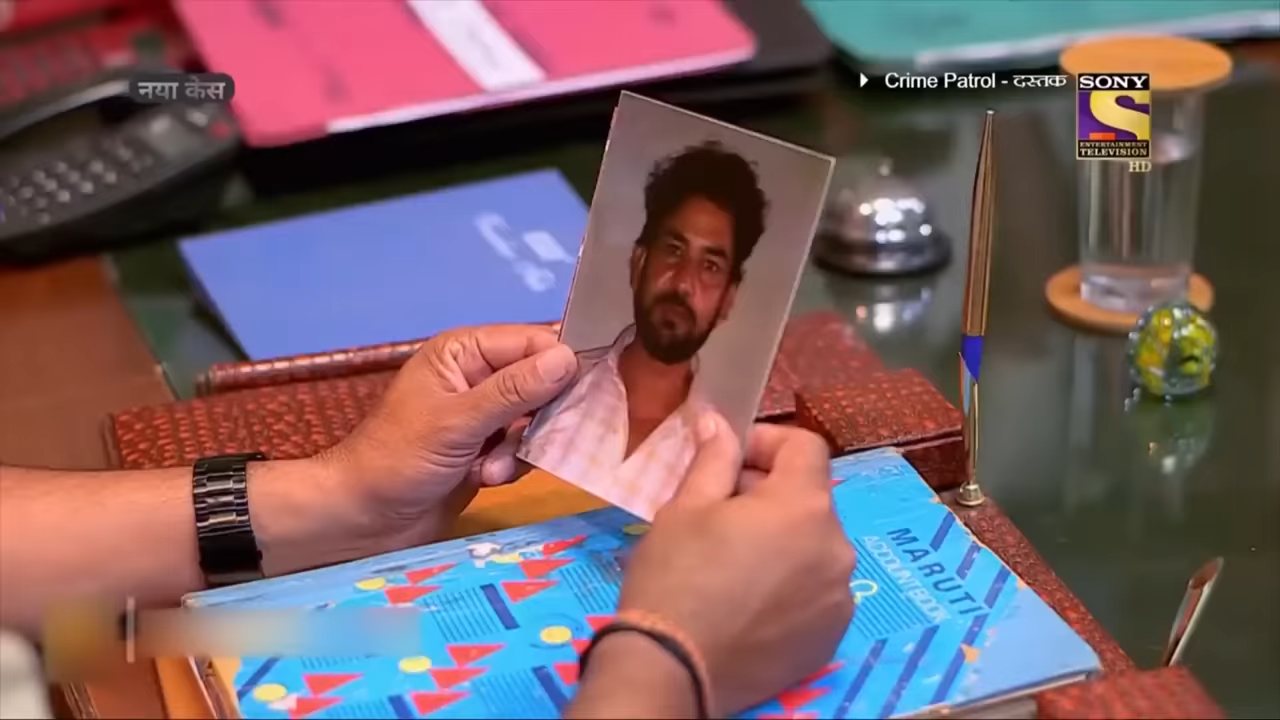 नया केस
Crime Patrol - दस्तक
SONY
ENTERTAINMENT
TELEVISION
HD
MARUTI
ACCOUNT BOOK